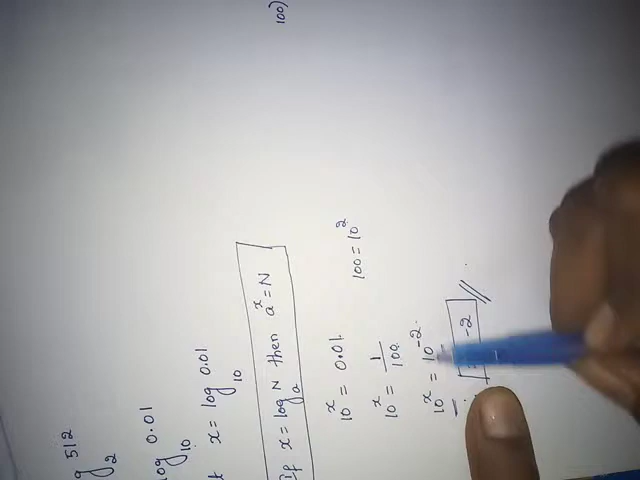 512
2
0.01
10
x = log 0.01
10
If x = log N then a^x = N
a
10^x = 0.01
10^x = 1/100    100 = 10^2
10^x = 10^-2
-2
100)